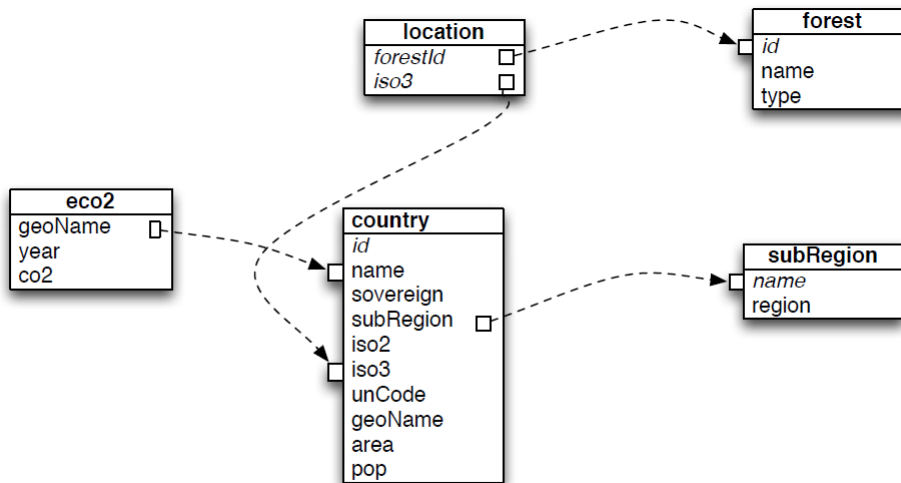 location
forestId
iso3
forest
id
name
type
eco2
geoName
year
co2
country
id
name
sovereign
subRegion
iso2
iso3
unCode
geoName
area
pop
subRegion
name
region